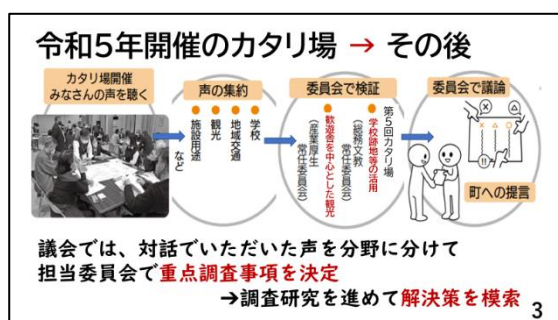 令和5年開催のカタリ場 → その後
カタリ場開催
みなさんの声を聴く
声の集約
学校
地域交通
観光
施設用途
など
委員会で検証
第5回カタリ場
学校跡地等の活用
(総務文教
常任委員会)
歓遊舎を中心とした観光
(産業厚生
常任委員会)
委員会で議論
町への提言
議会では、対話でいただいた声を分野に分けて
担当委員会で重点調査事項を決定
→調査研究を進めて解決策を模索
3